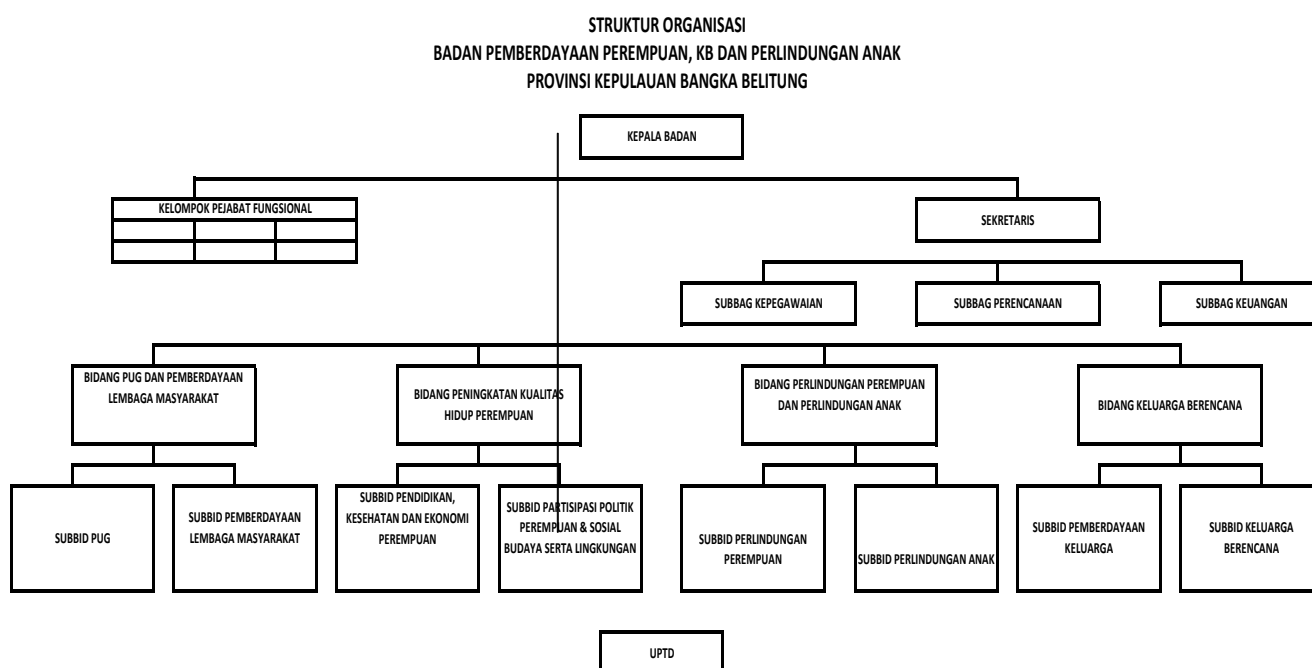 STRUKTUR ORGANISASI
BADAN PEMBERDAYAAN PEREMPUAN, KB DAN PERLINDUNGAN ANAK
PROVINSI KEPULAUAN BANGKA BELITUNG
KEPALA BADAN
KELOMPOK PEJABAT FUNGSIONAL
SEKRETARIS
SUBBAG KEPEGAWAIAN
SUBBAG PERENCANAAN
SUBBAG KEUANGAN
BIDANG PUG DAN PEMBERDAYAAN
LEMBAGA MASYARAKAT
BIDANG PENINGKATAN KUALITAS
HIDUP PEREMPUAN
BIDANG PERLINDUNGAN PEREMPUAN
DAN PERLINDUNGAN ANAK
BIDANG KELUARGA BERENCANA
SUBBID PUG
SUBBID PEMBERDAYAAN
LEMBAGA MASYARAKAT
SUBBID PENDIDIKAN,
KESEHATAN DAN EKONOMI
PEREMPUAN
SUBBID PARTISIPASI POLITIK
PEREMPUAN & SOSIAL
BUDAYA SERTA LINGKUNGAN
SUBBID PERLINDUNGAN
PEREMPUAN
SUBBID PERLINDUNGAN ANAK
SUBBID PEMBERDAYAAN
KELUARGA
SUBBID KELUARGA
BERENCANA
UPTD